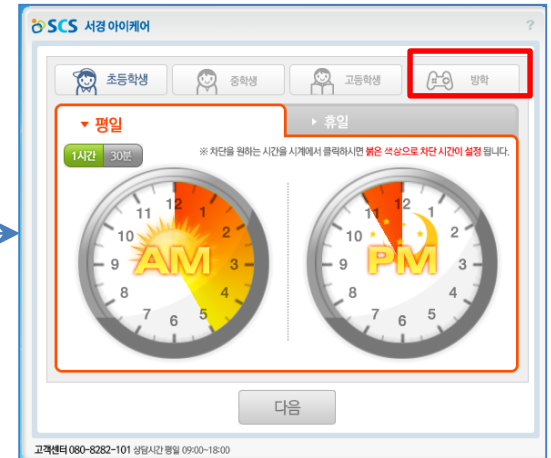 SCS 서경 아이케어 ?
초등학생 중학생 고등학생 방학
▼ 평일 ▶ 휴일
1시간 30분 ※ 차단을 원하는 시간을 시계에서 클릭하시면 붉은 색상으로 차단 시간이 설정 됩니다.
12 1 2 3 4 5 6 7 8 9 10 11
AM
12 1 2 3 4 5 6 7 8 9 10 11
PM
다음
고객센터 080-8282-101 상담시간 평일 09:00~18:00